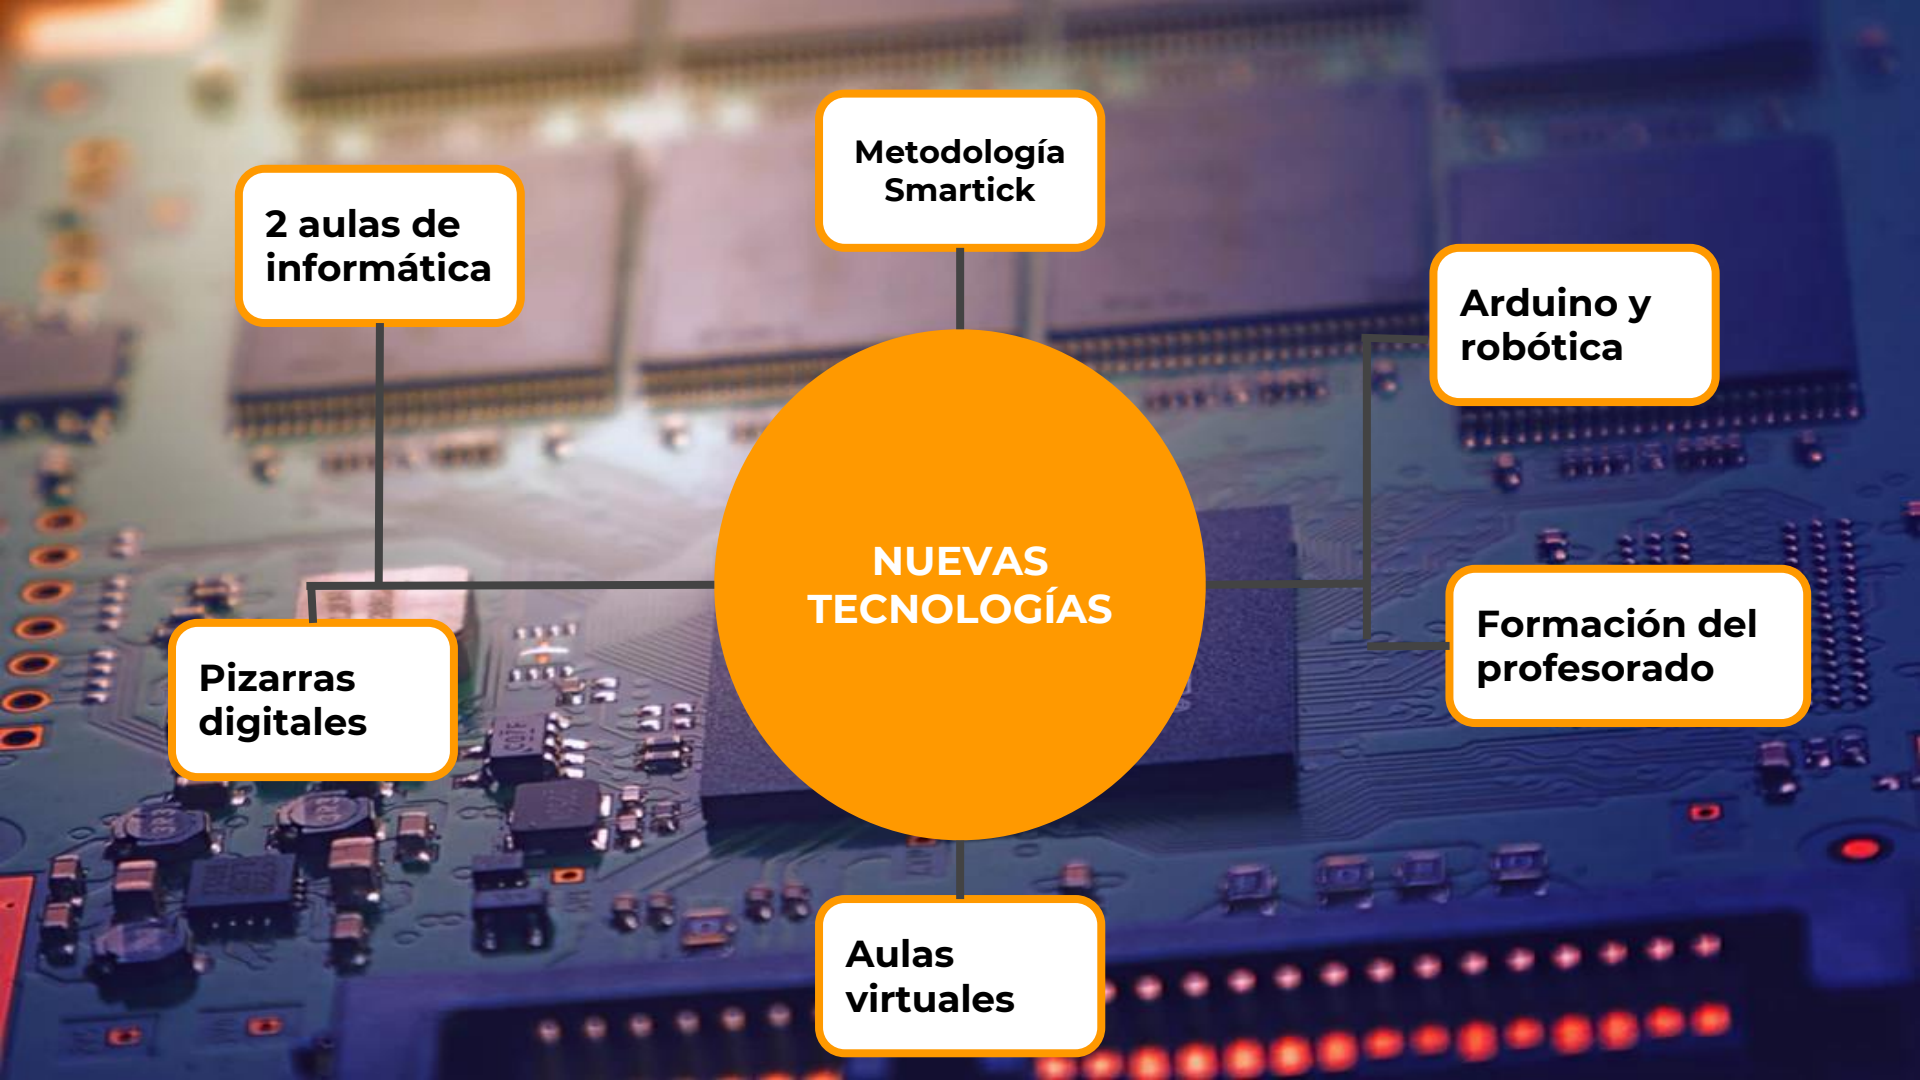 Metodología
Smartick
2 aulas de
informática
Arduino y
robótica
NUEVAS
TECNOLOGÍAS
Formación del
profesorado
Pizarras
digitales
Aulas
virtuales